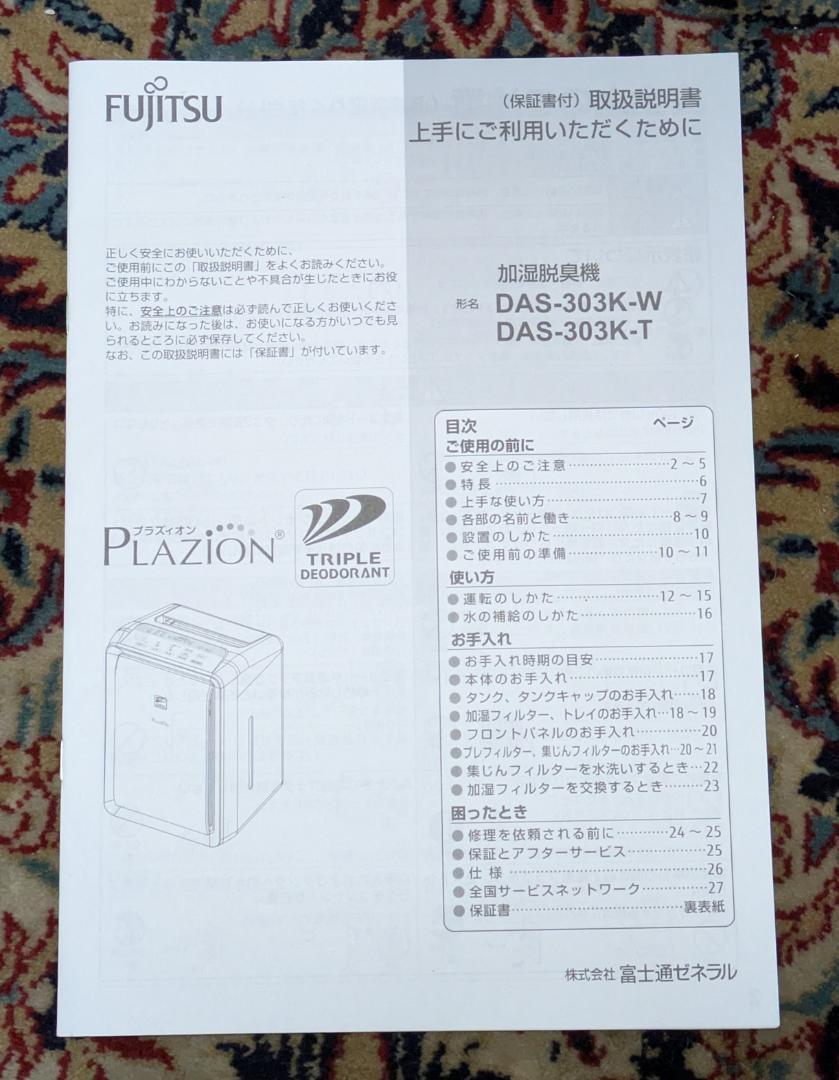 FUJITSU
（保証書付）取扱説明書
上手にご利用いただくために
正しく安全にお使いいただくために、
ご使用前にこの「取扱説明書」をよくお読みください。
ご使用中にわからないことや不具合が生じたときにお役
に立ちます。
特に、安全上のご注意は必ず読んで正しくお使いくださ
い。お読みになった後は、お使いになる方がいつでも見
られるところに必ず保存してください。
なお、この取扱説明書には「保証書」が付いています。
加湿脱臭機
形名 DAS-303K-W
DAS-303K-T
プラズィオン
PLAZION®
TRIPLE
DEODORANT
目次 ページ
ご使用の前に
●安全上のご注意…………………2～5
●特長……………………………………6
●上手な使い方…………………………7
●各部の名前と働き………………8～9
●設置のしかた………………………10
●ご使用前の準備………………10～11
使い方
●運転のしかた…………………12～15
●水の補給のしかた…………………16
お手入れ
●お手入れ時期の目安………………17
●本体のお手入れ……………………17
●タンク、タンクキャップのお手入れ……18
●加湿フィルター、トレイのお手入れ…18～19
●フロントパネルのお手入れ…………20
●プレフィルター、集じんフィルターのお手入れ…20～21
●集じんフィルターを水洗いするとき…22
●加湿フィルターを交換するとき………23
困ったとき
●修理を依頼される前に…………24～25
●保証とアフターサービス……………25
●仕様…………………………………26
●全国サービスネットワーク…………27
●保証書…………………………裏表紙
株式会社 富士通ゼネラル